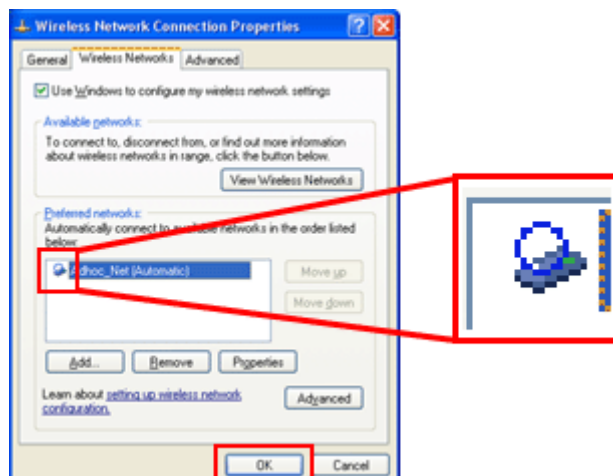 Wireless Network Connection Properties
General Wireless Networks Advanced
Use Windows to configure my wireless network settings
Available networks:
To connect to, disconnect from, or find out more information
about wireless networks in range, click the button below.
View Wireless Networks
Preferred networks:
Automatically connect to available networks in the order listed
below:
Adhoc_Net (Automatic)
Move up
Move down
Add... Remove Properties
Learn about setting up wireless network
configuration.
Advanced
OK Cancel